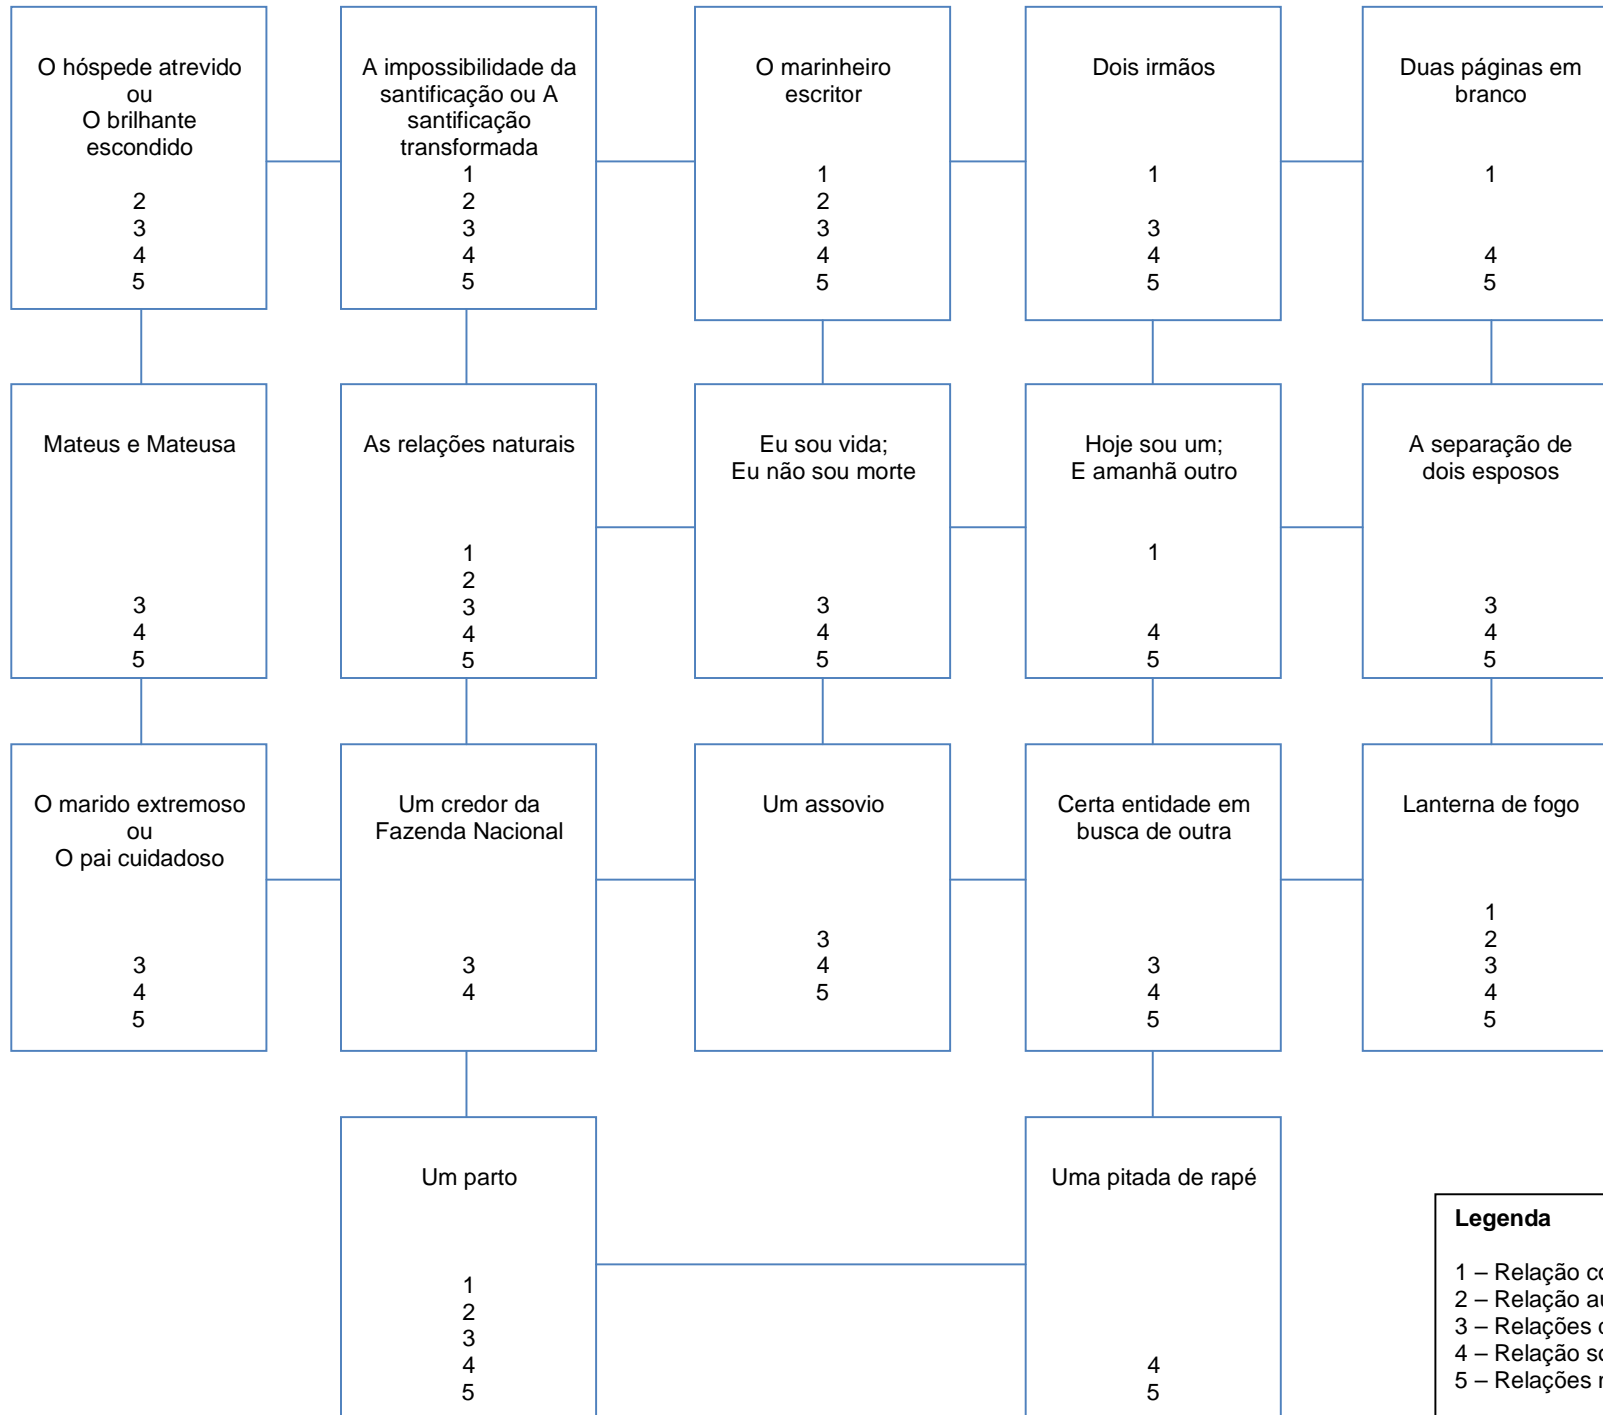 O hóspede atrevido
ou
O brilhante
escondido
2
3
4
5
A impossibilidade da
santificação ou A
santificação
transformada
1
2
3
4
5
O marinheiro
escritor
1
2
3
4
5
Dois irmãos
1
3
4
5
Duas páginas em
branco
1
4
5
Mateus e Mateusa
3
4
5
As relações naturais
1
2
3
4
5
Eu sou vida;
Eu não sou morte
3
4
5
Hoje sou um;
E amanhã outro
1
4
5
A separação de
dois esposos
3
4
5
O marido extremoso
ou
O pai cuidadoso
3
4
5
Um credor da
Fazenda Nacional
3
4
Um assovio
3
4
5
Certa entidade em
busca de outra
3
4
5
Lanterna de fogo
1
2
3
4
5
Um parto
1
2
3
4
5
Uma pitada de rapé
4
5
Legenda
1 – Relação
2 – Relação
3 – Relações
4 – Relação
5 – Relações